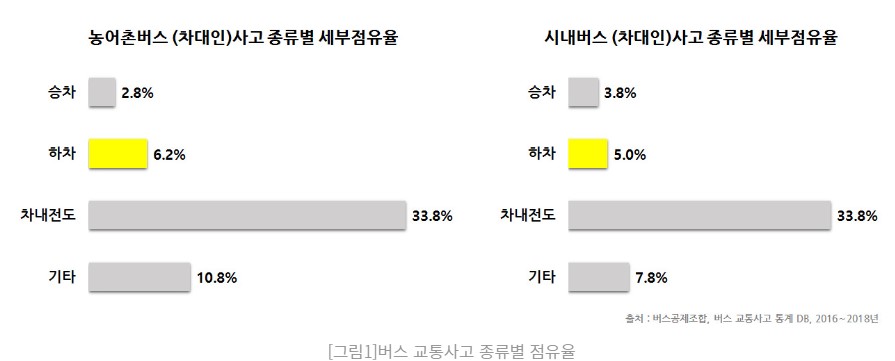 농어촌버스 (차대인)사고 종류별 세부점유율
승차 2.8%
하차 6.2%
차내전도 33.8%
기타 10.8%
시내버스 (차대인)사고 종류별 세부점유율
승차 3.8%
하차 5.0%
차내전도 33.8%
기타 7.8%
출처 : 버스공제조합, 버스 교통사고 통계 DB, 2016~2018년
[그림1]버스 교통사고 종류별 점유율